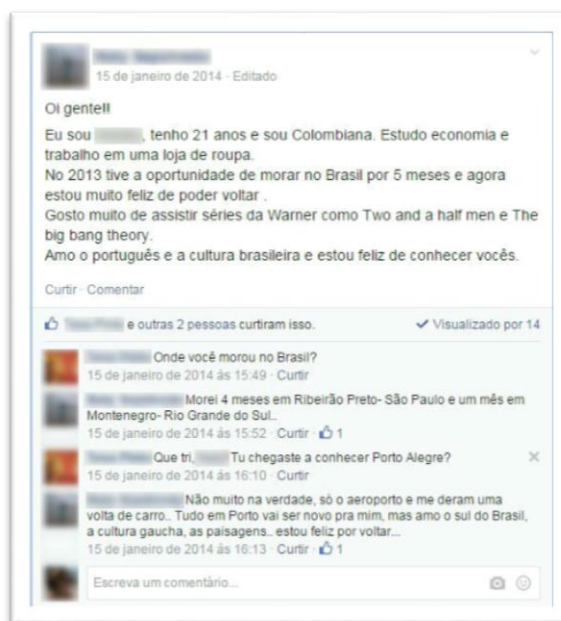 15 de janeiro de 2014 · Editado
Oi gente!!
Eu sou , tenho 21 anos e sou Colombiana. Estudo economia e
trabalho em uma loja de roupa.
No 2013 tive a oportunidade de morar no Brasil por 5 meses e agora
estou muito feliz de poder voltar .
Gosto muito de assistir séries da Warner como Two and a half men e The
big bang theory.
Amo o português e a cultura brasileira e estou feliz de conhecer vocês.
Curtir · Comentar
e outras 2 pessoas curtiram isso. Visualizado por 14
Onde você morou no Brasil?
15 de janeiro de 2014 às 15:49 · Curtir
Morei 4 meses em Ribeirão Preto- São Paulo e um mês em
Montenegro- Rio Grande do Sul..
15 de janeiro de 2014 às 15:52 · Curtir · 1
Que tri, Tu chegaste a conhecer Porto Alegre?
15 de janeiro de 2014 às 16:10 · Curtir
Não muito na verdade, só o aeroporto e me deram uma
volta de carro.. Tudo em Porto vai ser novo pra mim, mas amo o sul do Brasil,
a cultura gaucha, as paisagens.. estou feliz por voltar...
15 de janeiro de 2014 às 16:13 · Curtir · 1
Escreva um comentário...